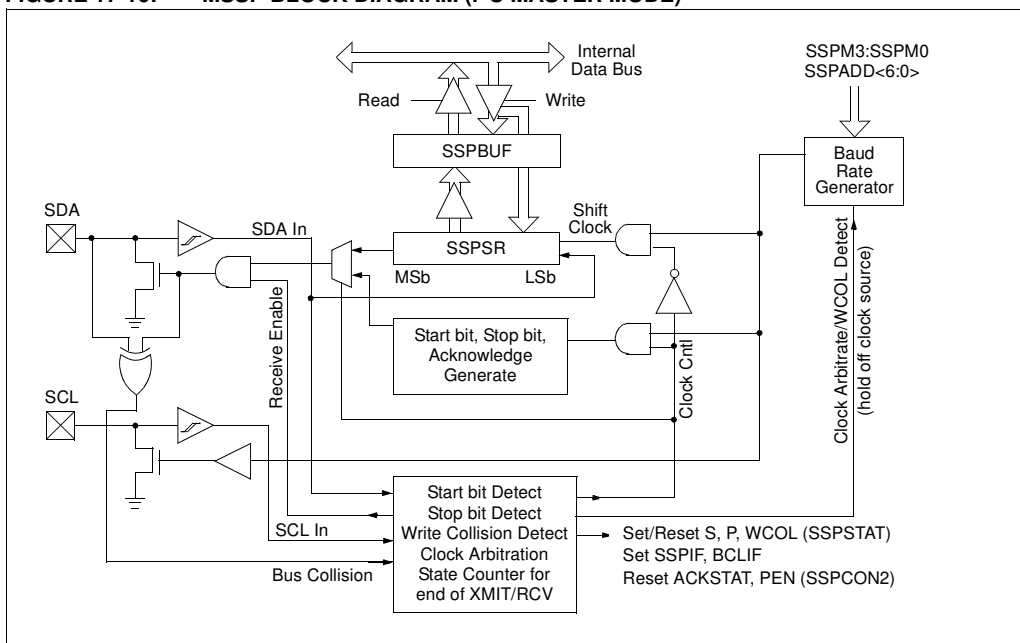 FIGURE 17-16: MSSP BLOCK DIAGRAM (I²C MASTER MODE)
Internal
Data Bus
SSPM3:SSPM0
SSPADD<6:0>
Read
Write
SSPBUF
Baud
Rate
Generator
SDA
SDA In
Shift
Clock
SSPSR
MSb
LSb
Receive Enable
Start bit, Stop bit,
Acknowledge
Generate
Clock Cntl
Clock Arbitrate/WCOL Detect
(hold off clock source)
SCL
SCL In
Bus Collision
Start bit Detect
Stop bit Detect
Write Collision Detect
Clock Arbitration
State Counter for
end of XMIT/RCV
Set/Reset S, P, WCOL (SSPSTAT)
Set SSPIF, BCLIF
Reset ACKSTAT, PEN (SSPCON2)